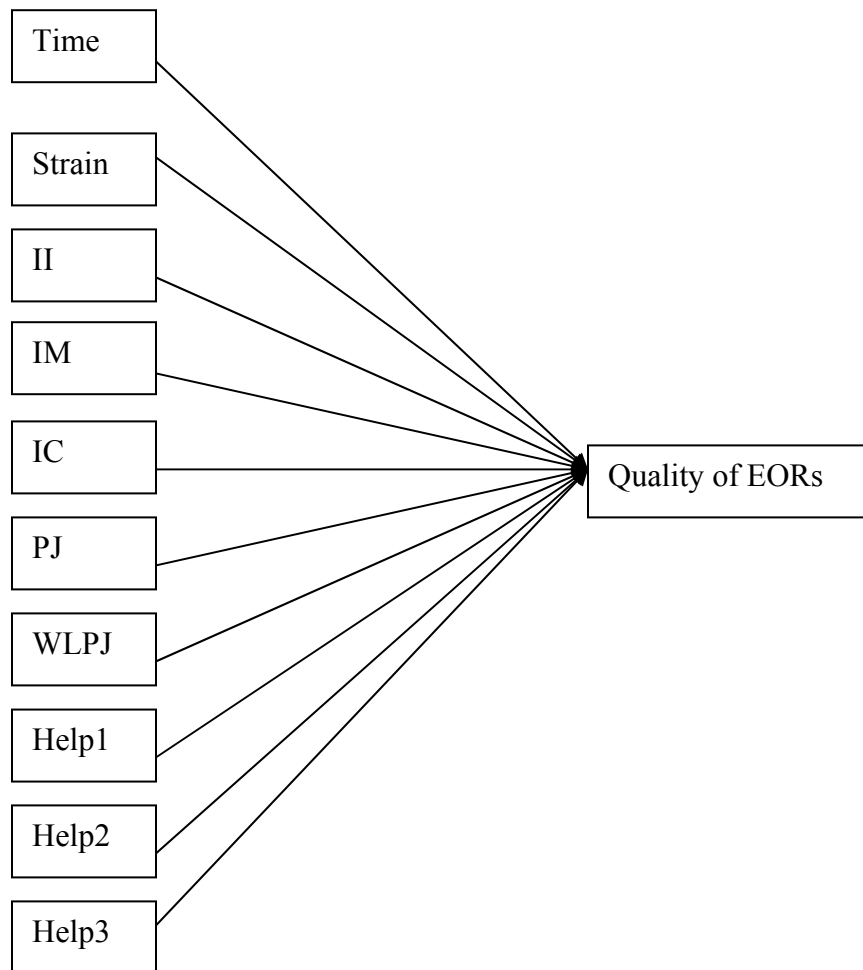 Time
Strain
II
IM
IC
Quality of EORs
PJ
WLPJ
Help1
Help2
Help3